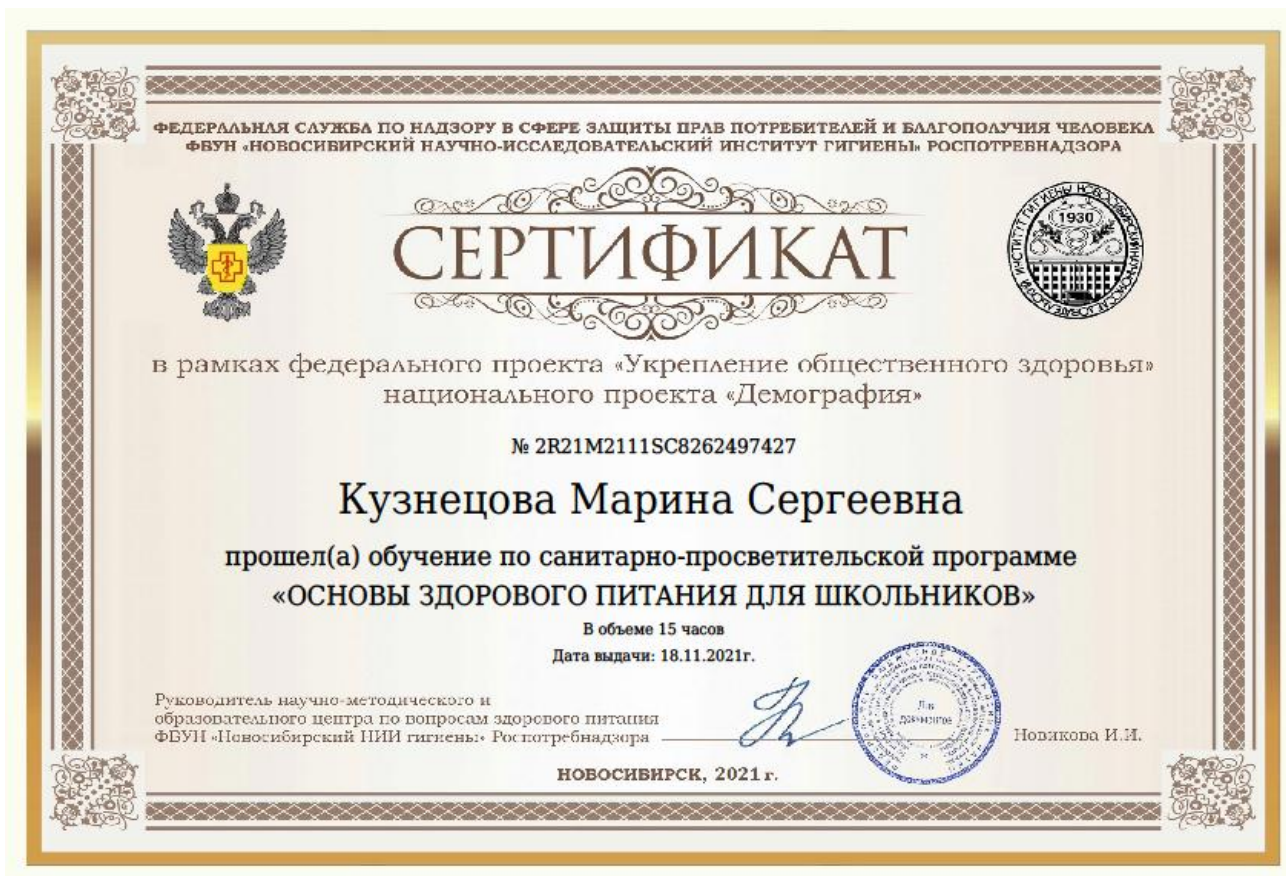 ФЕДЕРАЛЬНАЯ СЛУЖБА ПО НАДЗОРУ В СФЕРЕ ЗАЩИТЫ ПРАВ ПОТРЕБИТЕЛЕЙ И БЛАГОПОЛУЧИЯ ЧЕЛОВЕКА
ФБУН «НОВОСИБИРСКИЙ НАУЧНО-ИССЛЕДОВАТЕЛЬСКИЙ ИНСТИТУТ ГИГИЕНЫ» РОСПОТРЕБНАДЗОРА
1930
СЕРТИФИКАТ
в рамках федерального проекта «Укрепление общественного здоровья»
национального проекта «Демография»
№ 2R21M2111SC8262497427
Кузнецова Марина Сергеевна
прошел(а) обучение по санитарно-просветительской программе
«ОСНОВЫ ЗДОРОВОГО ПИТАНИЯ ДЛЯ ШКОЛЬНИКОВ»
В объеме 15 часов
Дата выдачи: 18.11.2021г.
Руководитель научно-методического и
образовательного центра по вопросам здорового питания
ФБУН «Новосибирский НИИ гигиены» Роспотребнадзора
Для
документов
Новикова И.И.
НОВОСИБИРСК, 2021 г.